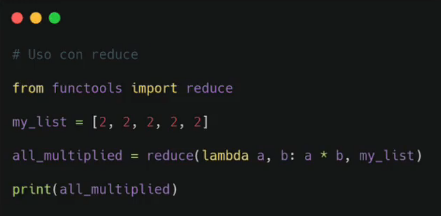 # Uso con reduce
from functools import reduce
my_list = [2, 2, 2, 2, 2]
all_multiplied = reduce(lambda a, b: a * b, my_list)
print(all_multiplied)